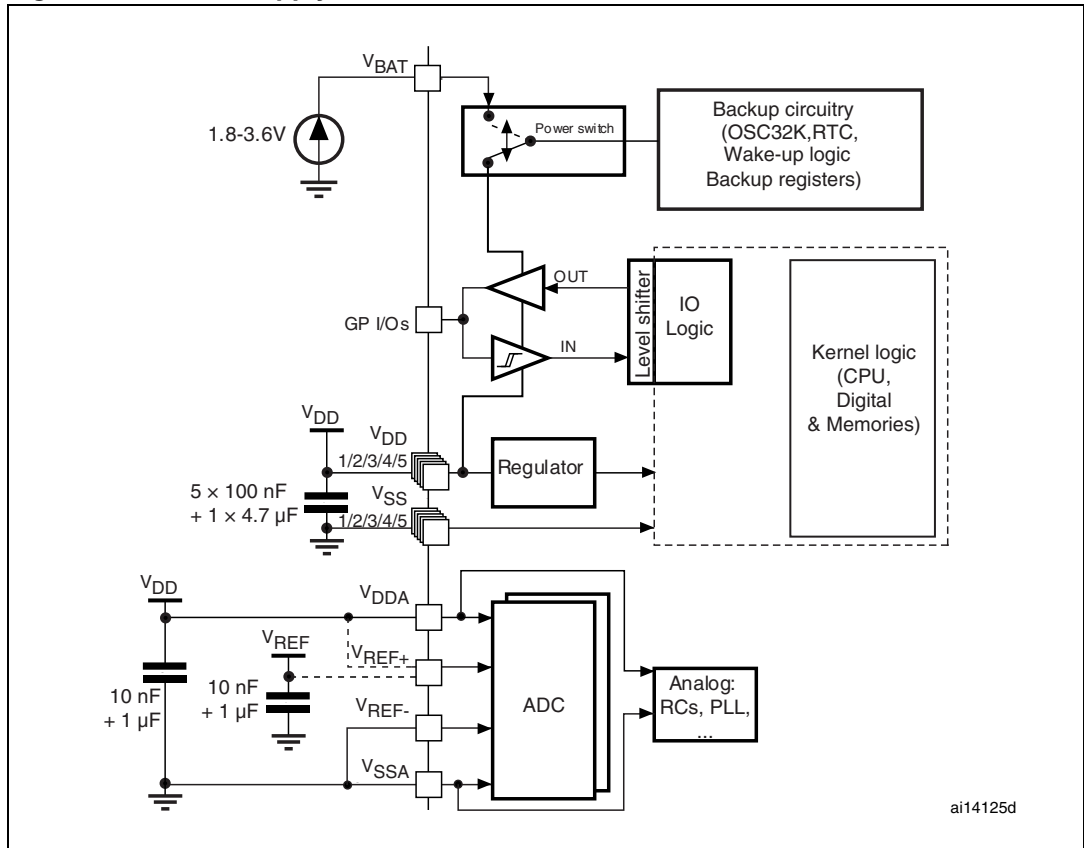 VBAT
1.8-3.6V
Power switch
Backup circuitry
(OSC32K,RTC,
Wake-up logic
Backup registers)
OUT
GP I/Os
IN
Level shifter
IO
Logic
Kernel logic
(CPU,
Digital
& Memories)
VDD
VDD
1/2/3/4/5
Regulator
5 × 100 nF
+ 1 × 4.7 µF
VSS
1/2/3/4/5
VDD
VDDA
VREF
VREF+
10 nF
+ 1 µF
10 nF
+ 1 µF
VREF-
ADC
Analog:
RCs, PLL,
...
VSSA
ai14125d